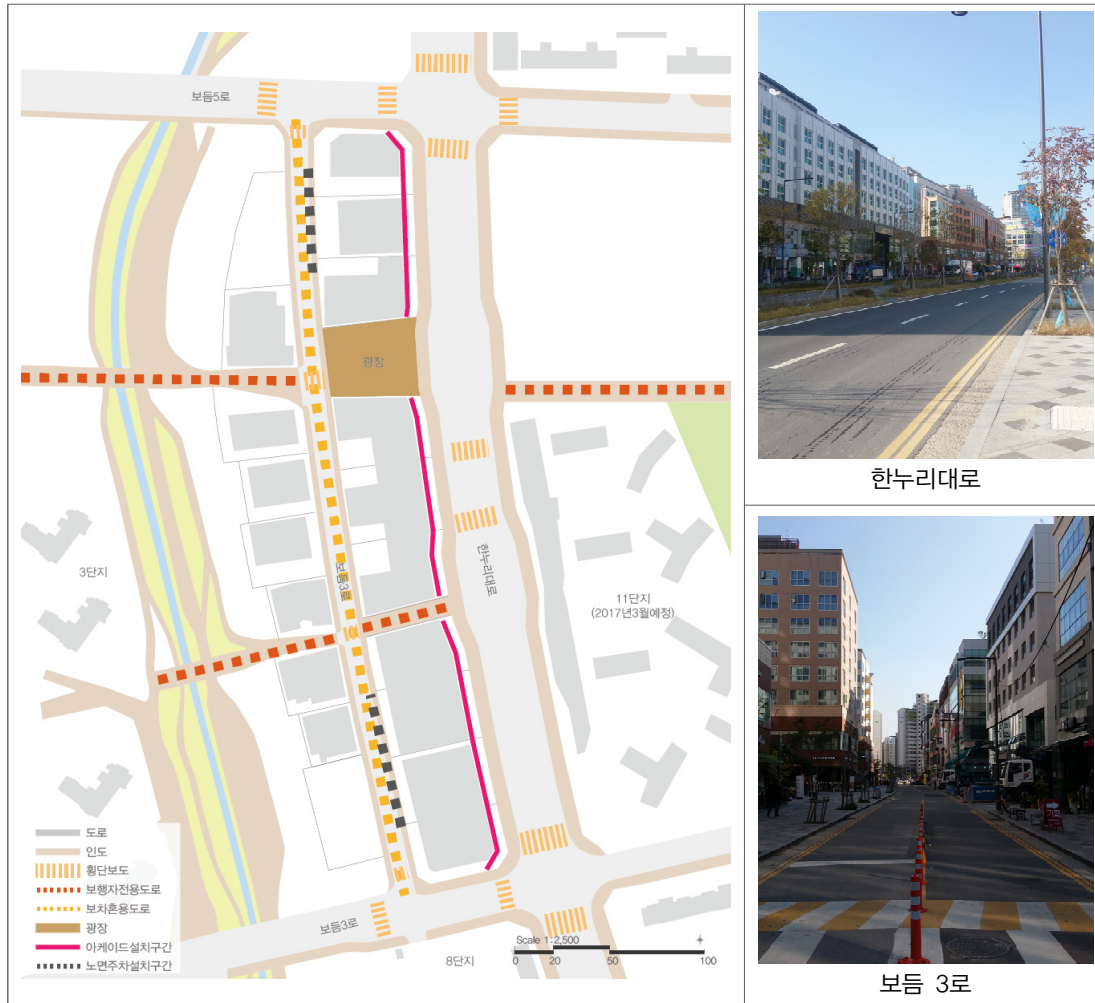 보듬5로
광장
보듬3로
한누리대로
3단지
11단지
(2017년3월예정)
도로
인도
횡단보도
보행자전용도로
보차혼용도로
광장
아케이드설치구간
노면주차설치구간
보듬3로
8단지
Scale 1:2,500
0 20 50 100
한누리대로
보듬 3로